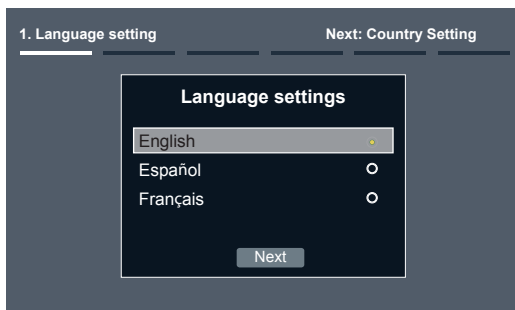 1. Language setting Next: Country Setting
Language settings
English
Español
Français
Next